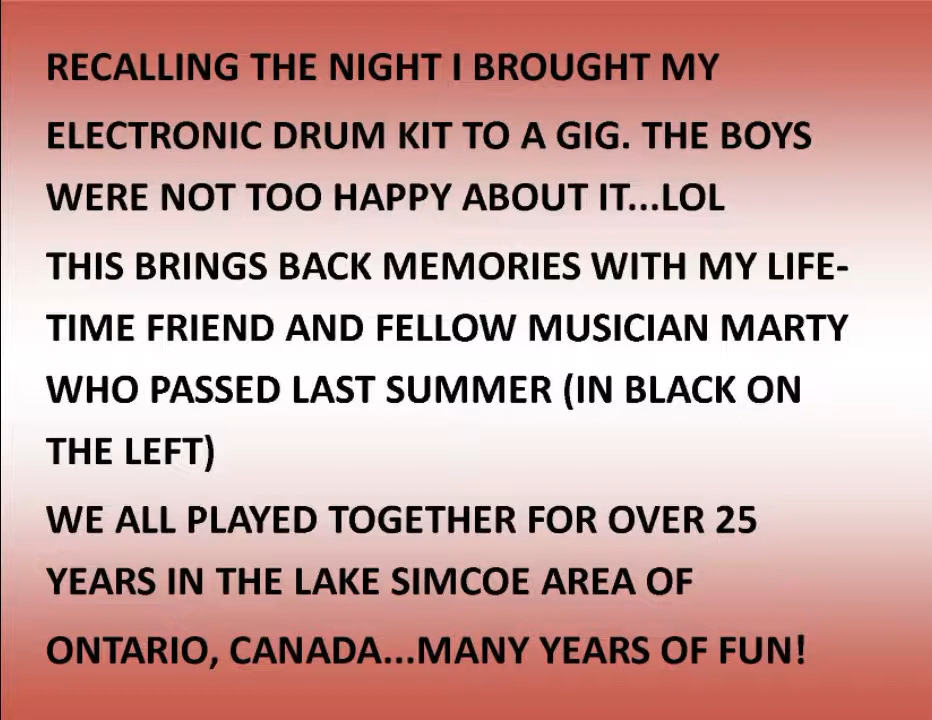 RECALLING THE NIGHT I BROUGHT MY
ELECTRONIC DRUM KIT TO A GIG. THE BOYS
WERE NOT TOO HAPPY ABOUT IT...LOL
THIS BRINGS BACK MEMORIES WITH MY LIFE-
TIME FRIEND AND FELLOW MUSICIAN MARTY
WHO PASSED LAST SUMMER (IN BLACK ON
THE LEFT)
WE ALL PLAYED TOGETHER FOR OVER 25
YEARS IN THE LAKE SIMCOE AREA OF
ONTARIO, CANADA...MANY YEARS OF FUN!